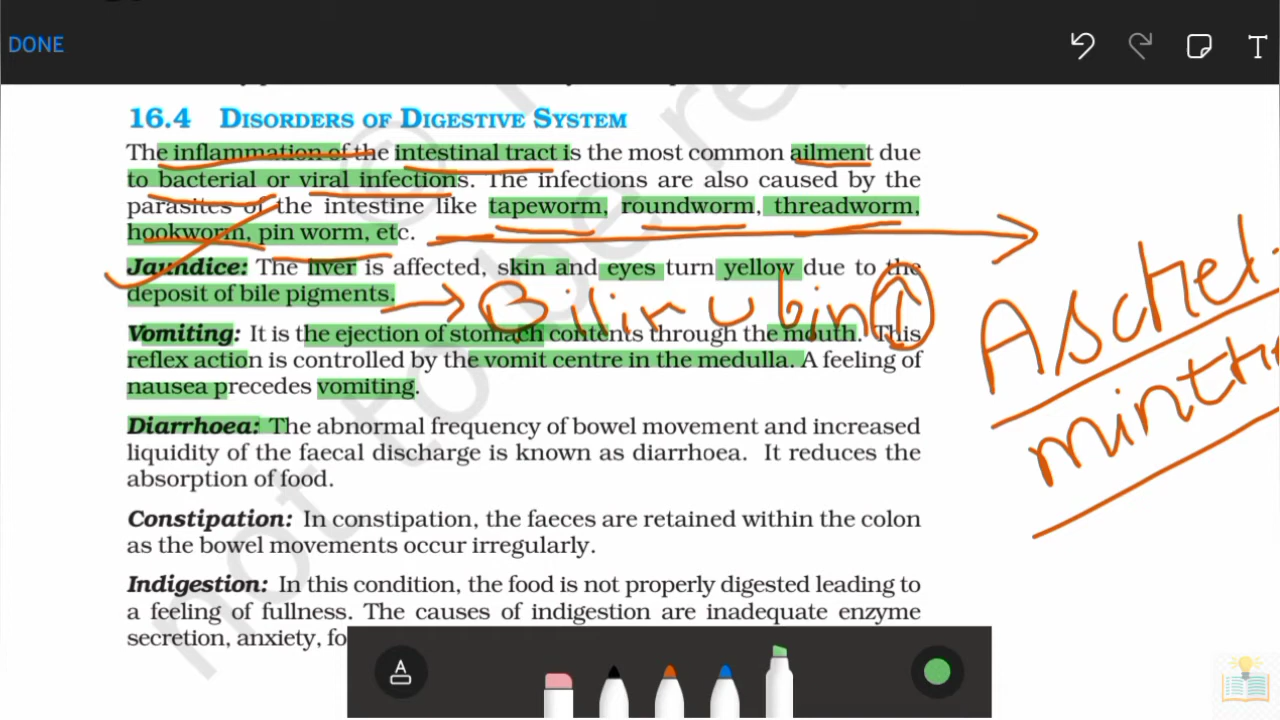 DONE
T
16.4 DISORDERS OF DIGESTIVE SYSTEM
The inflammation of the intestinal tract is the most common ailment due
to bacterial or viral infections. The infections are also caused by the
parasites of the intestine like tapeworm, roundworm, threadworm,
hookworm, pin worm, etc.
Jaundice: The liver is affected, skin and eyes turn yellow due to the
deposit of bile pigments.
Bilirubin
Aschel
minth
Vomiting: It is the ejection of stomach contents through the mouth. This
reflex action is controlled by the vomit centre in the medulla. A feeling of
nausea precedes vomiting.
Diarrhoea: The abnormal frequency of bowel movement and increased
liquidity of the faecal discharge is known as diarrhoea. It reduces the
absorption of food.
Constipation: In constipation, the faeces are retained within the colon
as the bowel movements occur irregularly.
Indigestion: In this condition, the food is not properly digested leading to
a feeling of fullness. The causes of indigestion are inadequate enzyme
secretion, anxiety, fo
A
not to be re